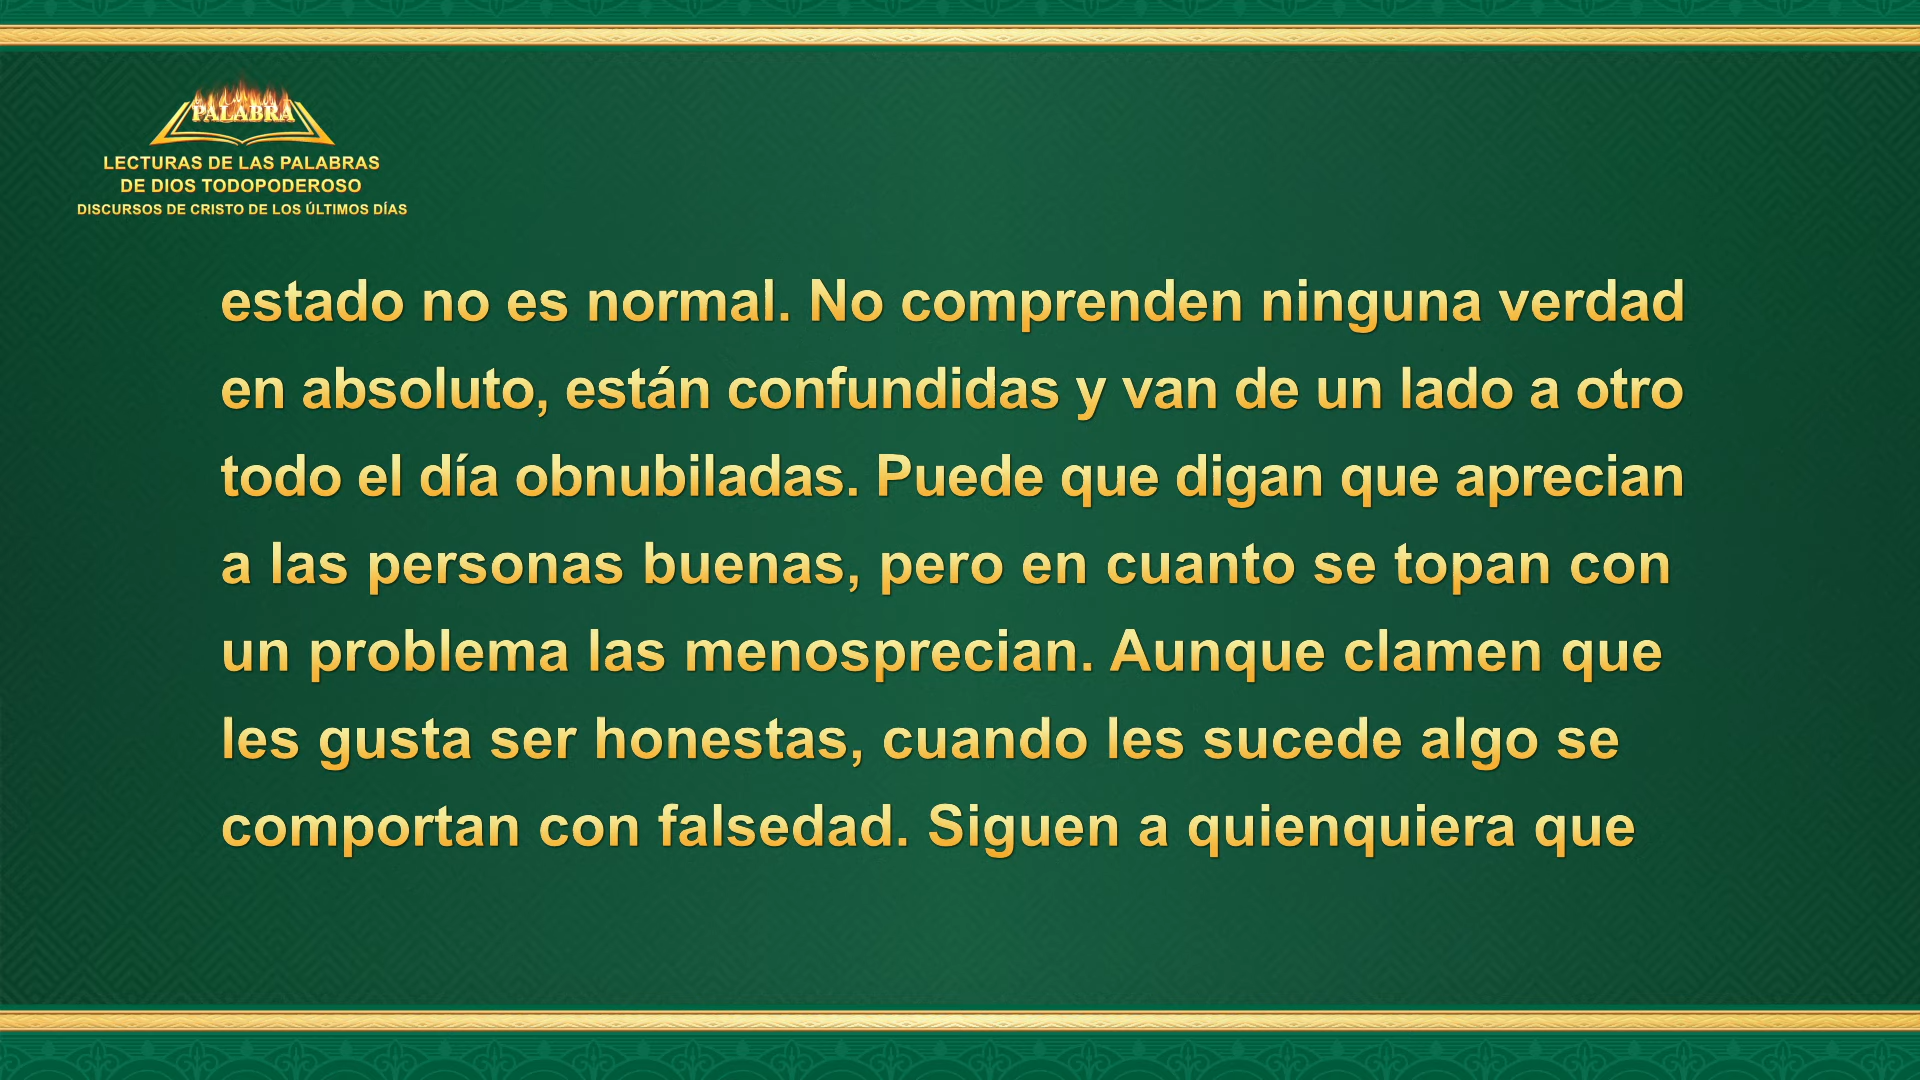 PALABRA
LECTURAS DE LAS PALABRAS
DE DIOS TODOPODEROSO
DISCURSOS DE CRISTO DE LOS ÚLTIMOS DÍAS
estado no es normal. No comprenden ninguna verdad
en absoluto, están confundidas y van de un lado a otro
todo el día obnubiladas. Puede que digan que aprecian
a las personas buenas, pero en cuanto se topan con
un problema las menosprecian. Aunque clamen que
les gusta ser honestas, cuando les sucede algo se
comportan con falsedad. Siguen a quienquiera que